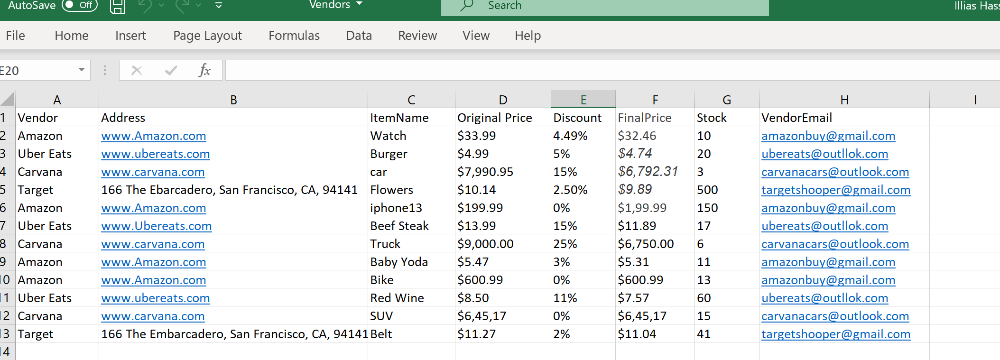 AutoSave Off Vendors Search Illias Hass
File Home Insert Page Layout Formulas Data Review View Help
E20 fx
A B C D E F G H I
1 Vendor Address ItemName Original Price Discount FinalPrice Stock VendorEmail
2 Amazon www.Amazon.com Watch $33.99 4.49% $32.46 10 amazonbuy@gmail.com
3 Uber Eats www.ubereats.com Burger $4.99 5% $4.74 20 ubereats@outllok.com
4 Carvana www.carvana.com car $7,990.95 15% $6,792.31 3 carvanacars@outlook.com
5 Target 166 The Ebarcadero, San Francisco, CA, 94141 Flowers $10.14 2.50% $9.89 500 targetshooper@gmail.com
6 Amazon www.Amazon.com iphone13 $199.99 0% $1,99.99 150 amazonbuy@gmail.com
7 Uber Eats www.Ubereats.com Beef Steak $13.99 15% $11.89 17 ubereats@outllok.com
8 Carvana www.carvana.com Truck $9,000.00 25% $6,750.00 6 carvanacars@outlook.com
9 Amazon www.Amazon.com Baby Yoda $5.47 3% $5.31 11 amazonbuy@gmail.com
10 Amazon www.Amazon.com Bike $600.99 0% $600.99 13 amazonbuy@gmail.com
11 Uber Eats www.ubereats.com Red Wine $8.50 11% $7.57 60 ubereats@outllok.com
12 Carvana www.carvana.com SUV $6,45,17 0% $6,45,17 15 carvanacars@outlook.com
13 Target 166 The Embarcadero, San Francisco, CA, 94141 Belt $11.27 2% $11.04 41 targetshooper@gmail.com
14